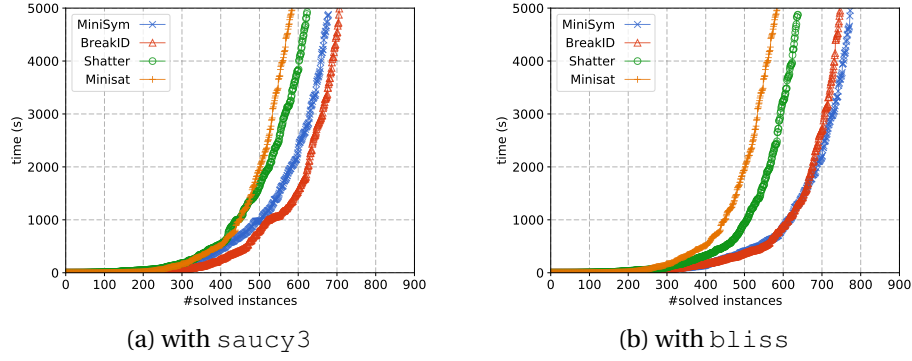 5000
4000
3000
2000
1000
0
time (s)
MiniSym
BreakID
Shatter
Minisat
0 100 200 300 400 500 600 700 800 900
#solved instances
(a) with saucy3
5000
4000
3000
2000
1000
0
time (s)
MiniSym
BreakID
Shatter
Minisat
0 100 200 300 400 500 600 700 800 900
#solved instances
(b) with bliss